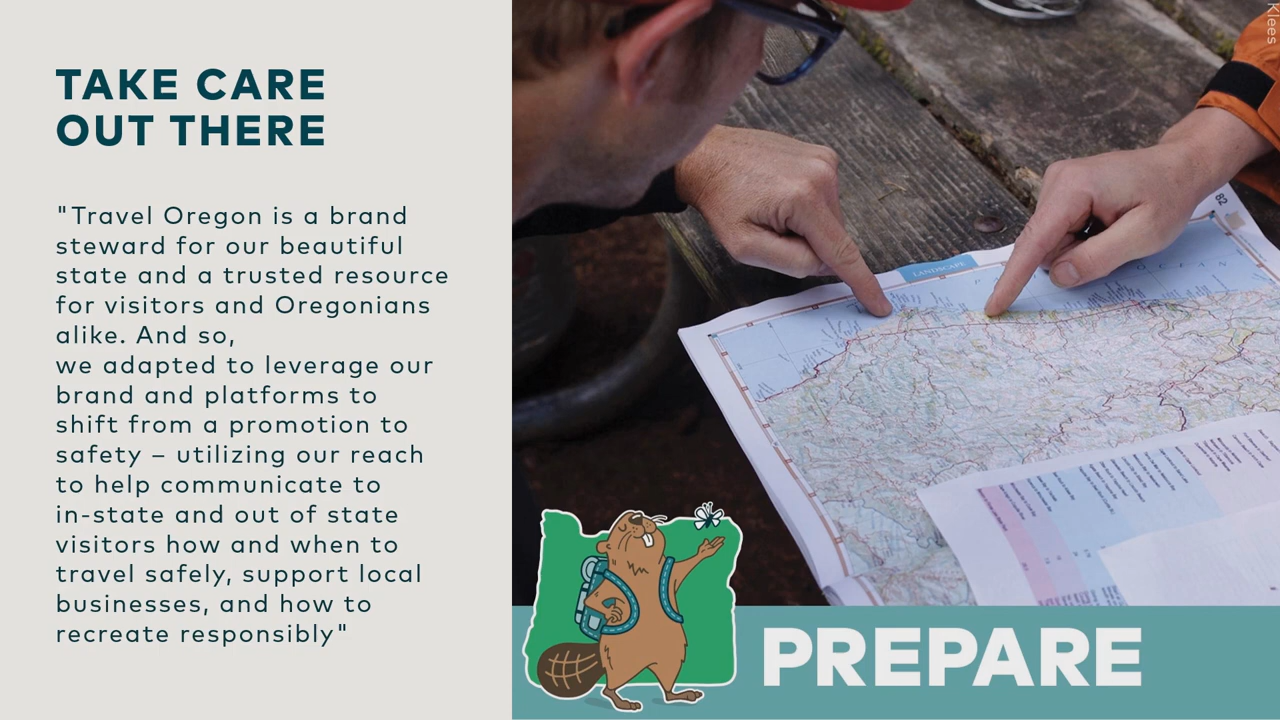 TAKE CARE
OUT THERE
"Travel Oregon is a brand
steward for our beautiful
state and a trusted resource
for visitors and Oregonians
alike. And so,
we adapted to leverage our
brand and platforms to
shift from a promotion to
safety – utilizing our reach
to help communicate to
in-state and out of state
visitors how and when to
travel safely, support local
businesses, and how to
recreate responsibly"
Klees
82
LANDSCAPE
OCEAN
PREPARE